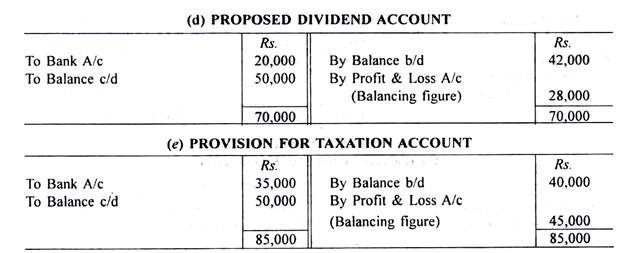 (d) PROPOSED DIVIDEND ACCOUNT
Rs. Rs.
To Bank A/c 20,000 By Balance b/d 42,000
To Balance c/d 50,000 By Profit & Loss A/c
(Balancing figure) 28,000
70,000 70,000
(e) PROVISION FOR TAXATION ACCOUNT
Rs. Rs.
To Bank A/c 35,000 By Balance b/d 40,000
To Balance c/d 50,000 By Profit & Loss A/c
(Balancing figure) 45,000
85,000 85,000